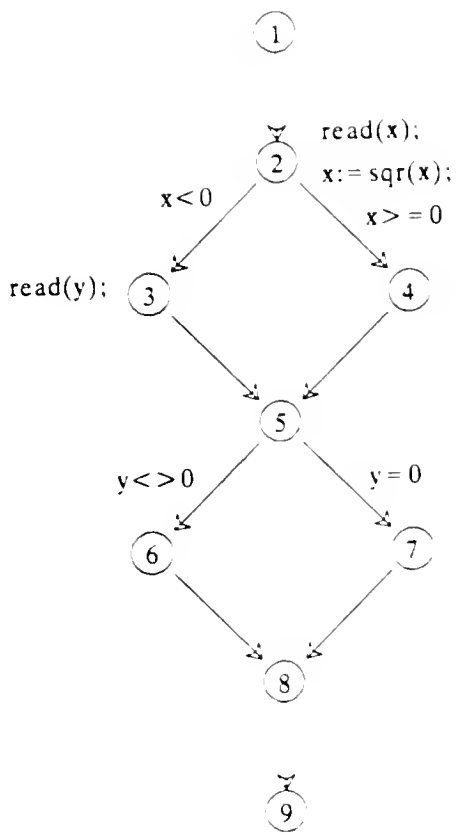 1
read(x);
2
x:= sqr(x);
x<0
x> = 0
read(y);
3
4
5
y< >0
y = 0
6
7
8
9